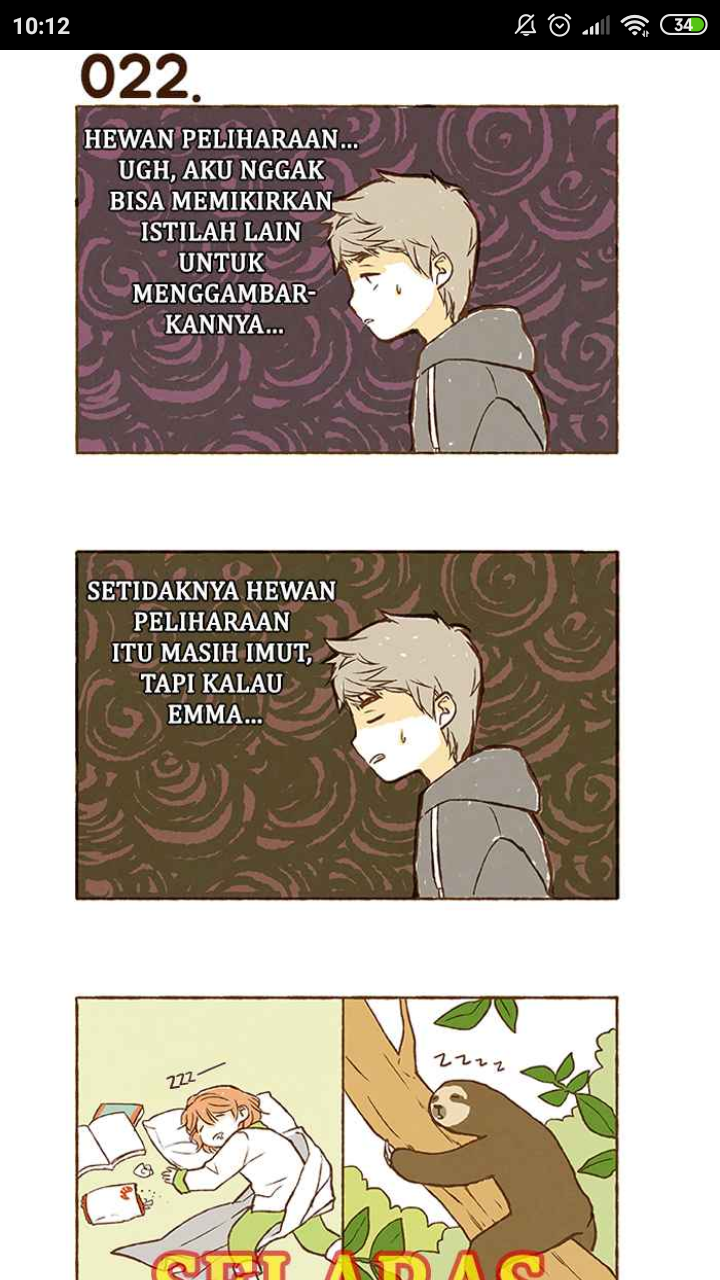 10:12
34
022.
HEWAN PELIHARAAN...
UGH, AKU NGGAK
BISA MEMIKIRKAN
ISTILAH LAIN
UNTUK
MENGGAMBAR-
KANNYA...
SETIDAKNYA HEWAN
PELIHARAAN
ITU MASIH IMUT,
TAPI KALAU
EMMA...
ZZZ
ZZZZ
SELARAS